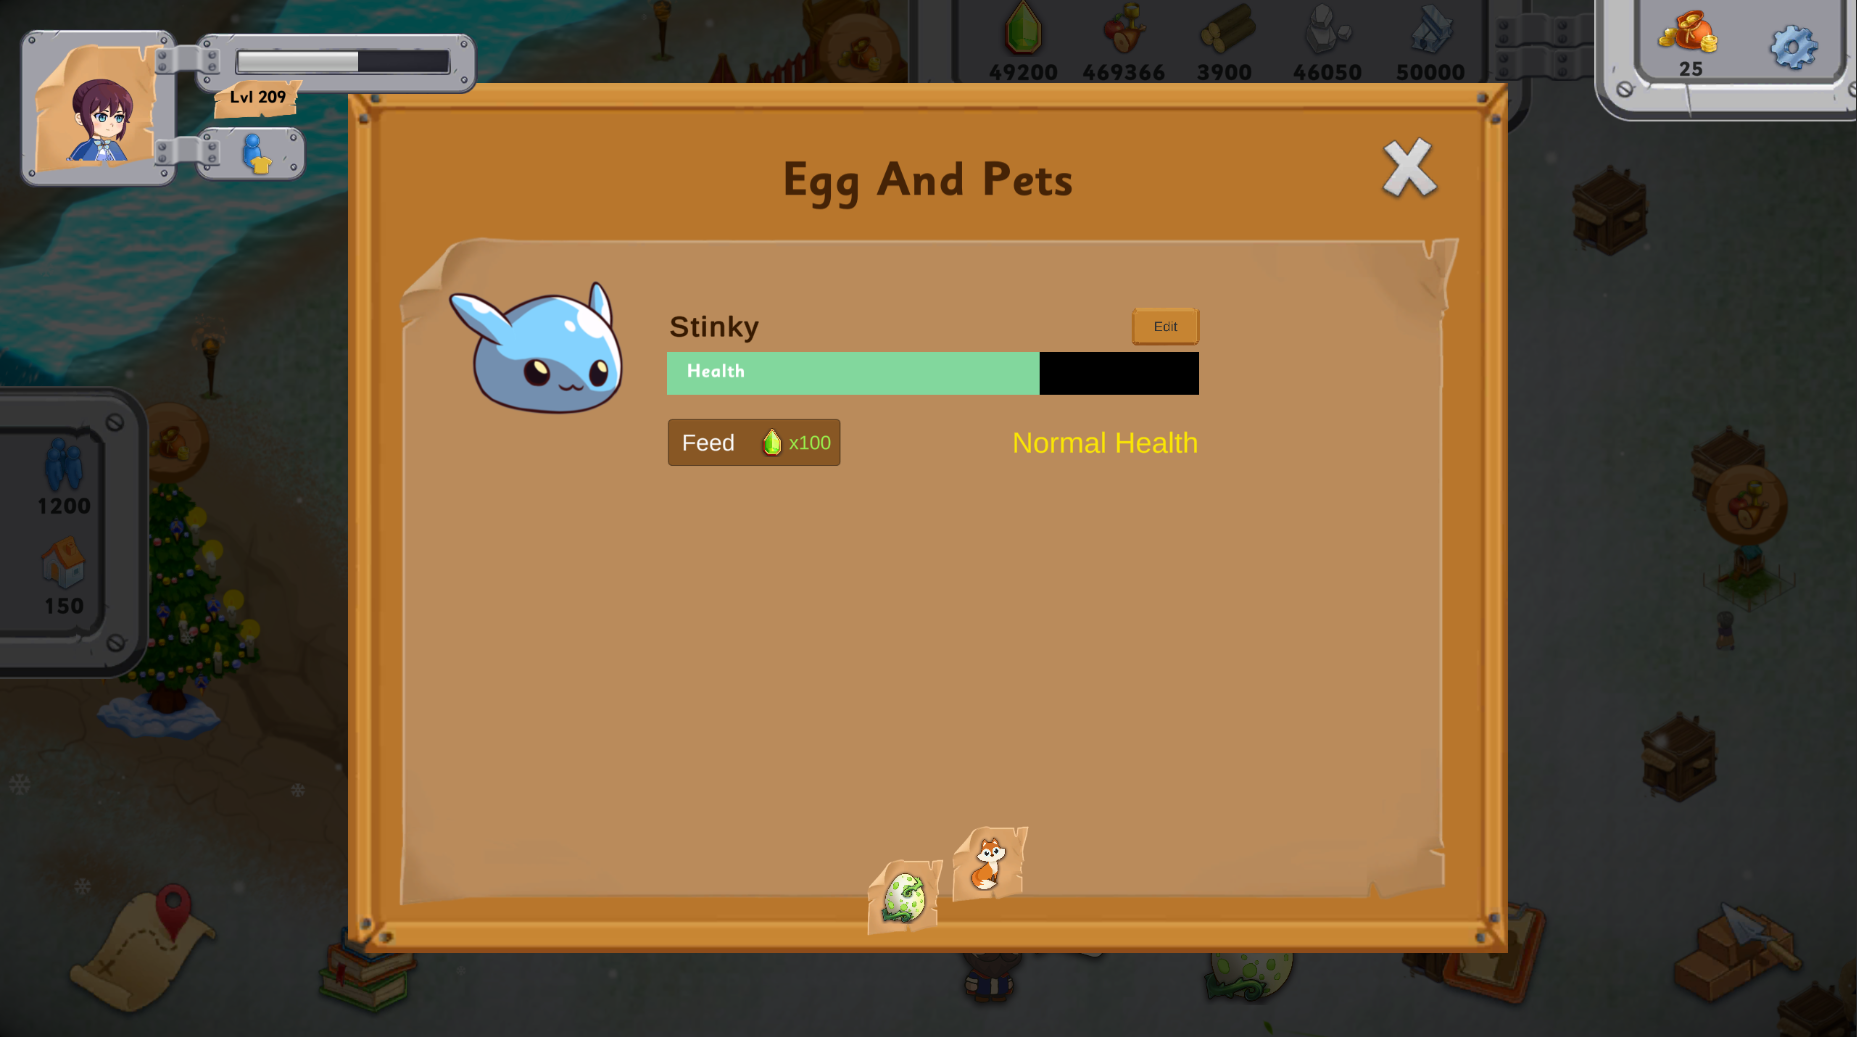 49200 469366 3900 46050 50000
25
Lvl 209
Egg And Pets
Stinky
Edit
Health
Feed x100
Normal Health
1200
150